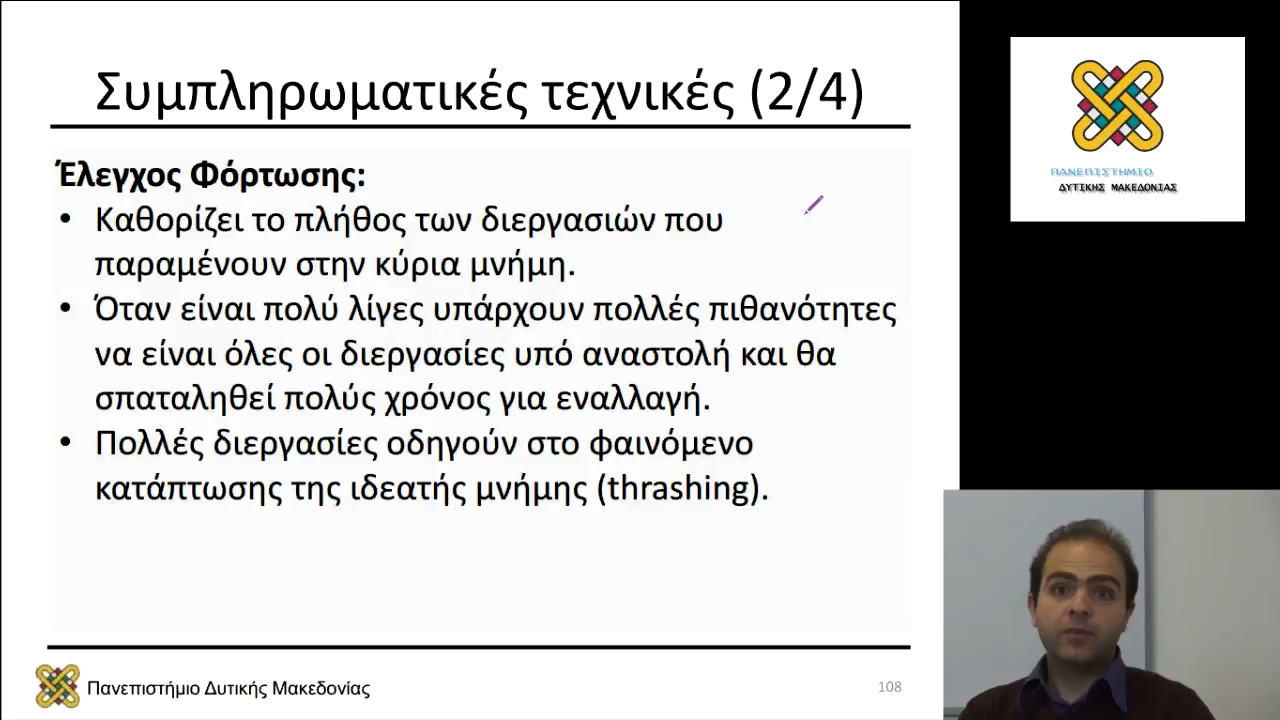 Συμπληρωματικές τεχνικές (2/4)
Έλεγχος Φόρτωσης:
• Καθορίζει το πλήθος των διεργασιών που
παραμένουν στην κύρια μνήμη.
• Όταν είναι πολύ λίγες υπάρχουν πολλές πιθανότητες
να είναι όλες οι διεργασίες υπό αναστολή και θα
σπαταληθεί πολύς χρόνος για εναλλαγή.
• Πολλές διεργασίες οδηγούν στο φαινόμενο
κατάπτωσης της ιδεατής μνήμης (thrashing).
Πανεπιστήμιο Δυτικής Μακεδονίας
108
ΠΑΝΕΠΙΣΤΗΜΙΟ
ΔΥΤΙΚΗΣ ΜΑΚΕΔΟΝΙΑΣ